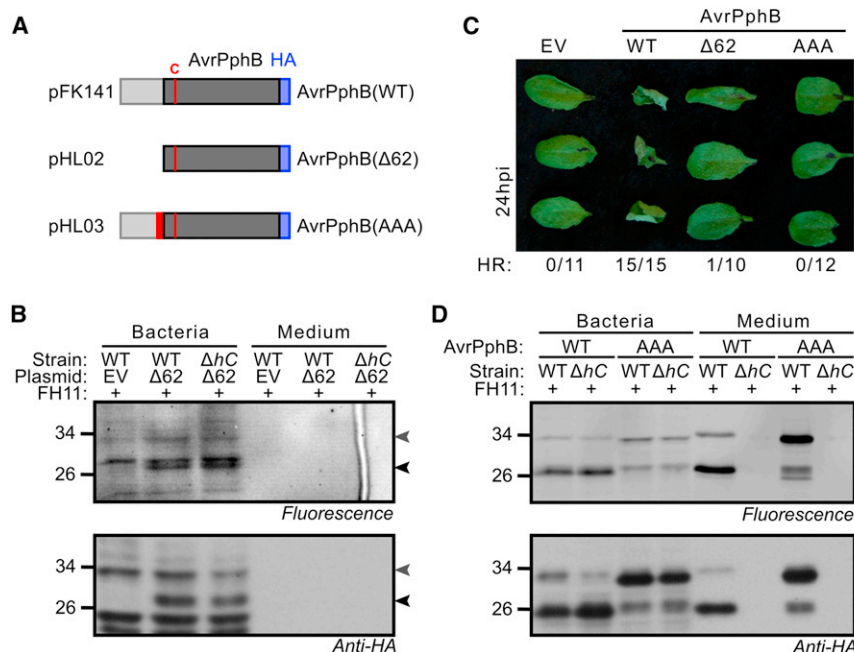 A
C
AvrPphB HA
pFK141
AvrPphB(WT)
pHL02
AvrPphB(Δ62)
pHL03
AvrPphB(AAA)
C
AvrPphB
EV WT Δ62 AAA
24hpi
HR: 0/11 15/15 1/10 0/12
B
Bacteria Medium
Strain: WT WT ΔhC WT WT ΔhC
Plasmid: EV Δ62 Δ62 EV Δ62 Δ62
FH11: + + + + + +
34
26
Fluorescence
34
26
Anti-HA
D
Bacteria Medium
AvrPphB: WT AAA WT AAA
Strain: WT ΔhC WT ΔhC WT ΔhC WT ΔhC
FH11: + + + + + + + +
34
26
Fluorescence
34
26
Anti-HA